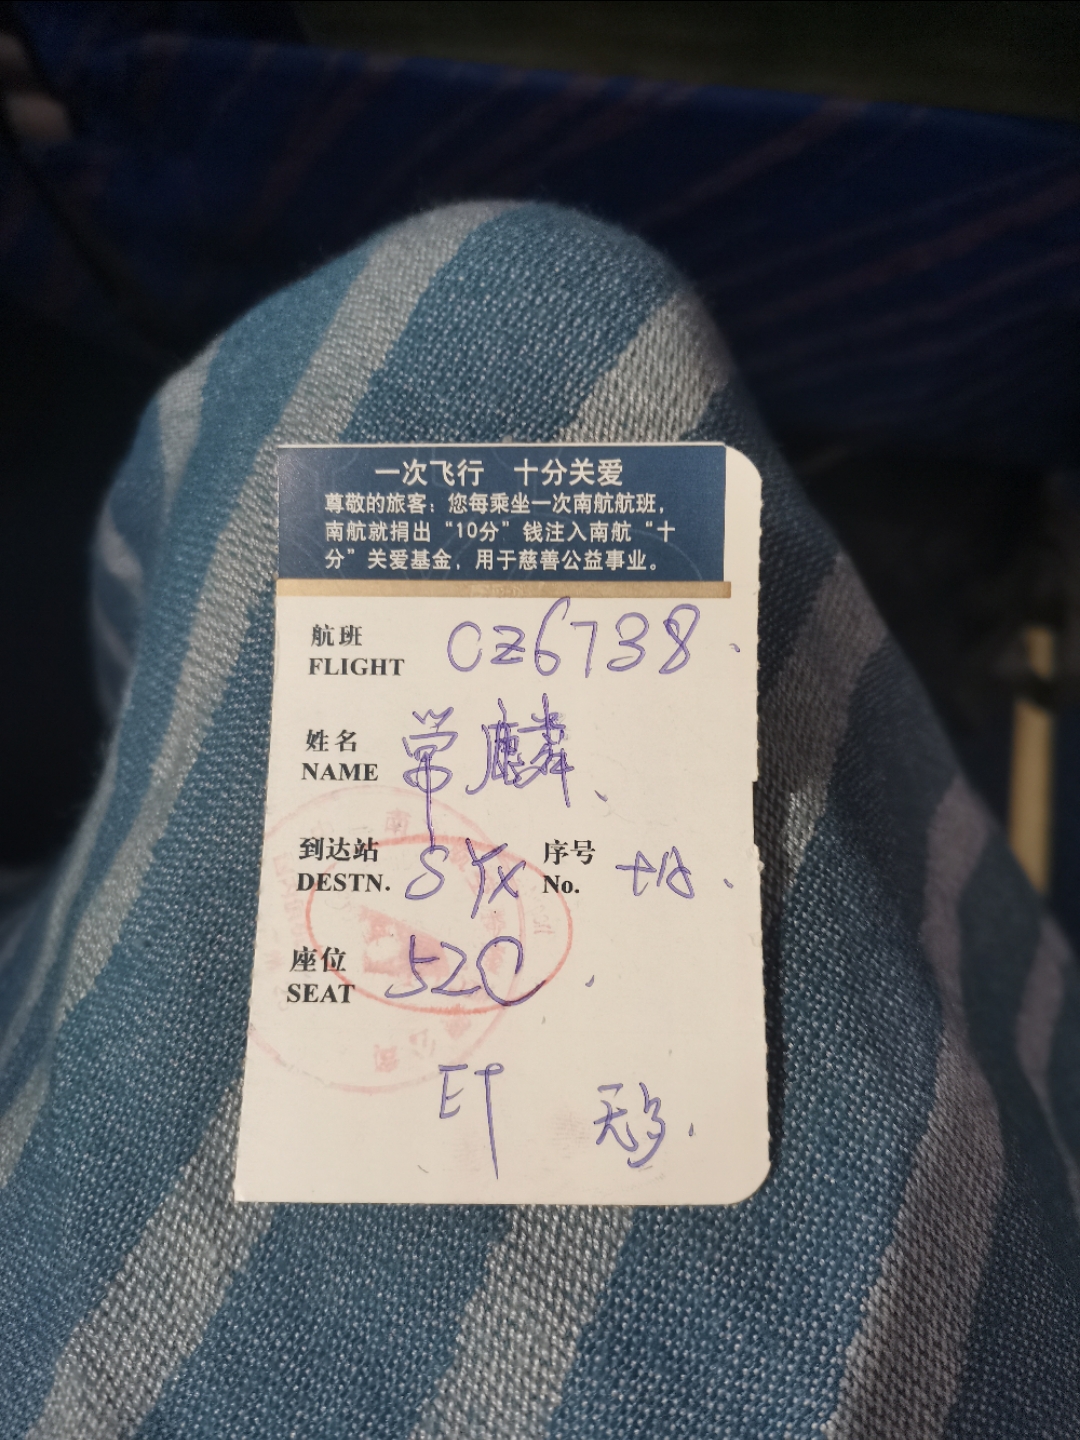 一次飞行 十分关爱
尊敬的旅客：您每乘坐一次南航航班，
南航就捐出“10分”钱注入南航“十
分”关爱基金，用于慈善公益事业。
航班
FLIGHT CZ6738
姓名
NAME 常麟
到达站 序号
DESTN. SYX No.
座位
SEAT 52C
ET